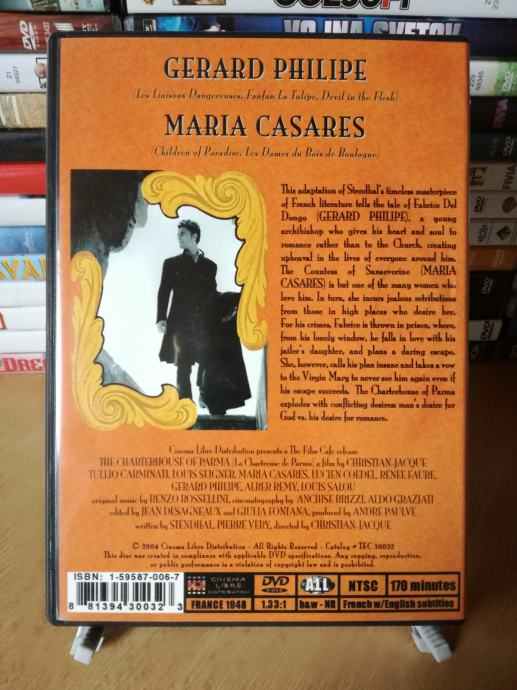 GERARD PHILIPE
(Les Liaisons Dangereuses, Fanfan La Tulipe, Devil in the Flesh)
MARIA CASARES
(Children of Paradise, Les Dames du Bois de Boulogne)
This adaptation of Stendhal's timeless masterpiece
of French literature tells the tale of Fabrice Del
Dongo (GERARD PHILIPE), a young
archbishop who gives his heart and soul to
romance rather than to the Church, creating
upheaval in the lives of everyone around him.
The Countess of Sanseverine (MARIA
CASARES) is but one of the many women who
love him. In turn, she incurs jealous retributions
from those in high places who desire her.
For his crimes, Fabrice is thrown in prison, where,
from his lonely window, he falls in love with his
jailer's daughter, and plans a daring escape.
She, however, calls his plan insane and takes a vow
to the Virgin Mary to never see him again even if
his escape succeeds. The Charterhouse of Parma
explodes with conflicting desires: man's desire for
God vs. his desire for romance.
Cinema Libre Distribution presents a The Film Cafe release
THE CHARTERHOUSE OF PARMA (La Chartreuse de Parma) a film by CHRISTIAN-JACQUE
TULLIO CARMINATI, LOUIS SEIGNER, MARIA CASARES, LUCIEN COEDEL, RENEE FAURE,
GERARD PHILIPE, ALBER REMY, LOUIS SALOU
original music by RENZO ROSSELLINI, cinematography by ANCHISE BRIZZI, ALDO GRAZIATI
edited by JEAN DESAGNEAUX and GIULIA FONTANA, produced by ANDRE PAULVE
written by STENDHAL, PIERRE VERY, directed by CHRISTIAN-JACQUE
© 2004 Cinema Libre Distribution - All Rights Reserved - Catalog # TFC 30032
This disc was created in compliance with applicable DVD specifications. Any copying, reproduction,
or public performance is a violation of copyright law and is prohibited.
ISBN: 1-59587-006-7
8 81394 30032 3
CINEMA LIBRE DISTRIBUTION
DVD VIDEO
ALL
NTSC
170 minutes
FRANCE 1948
1.33:1
b&w - NR
French w/English subtitles